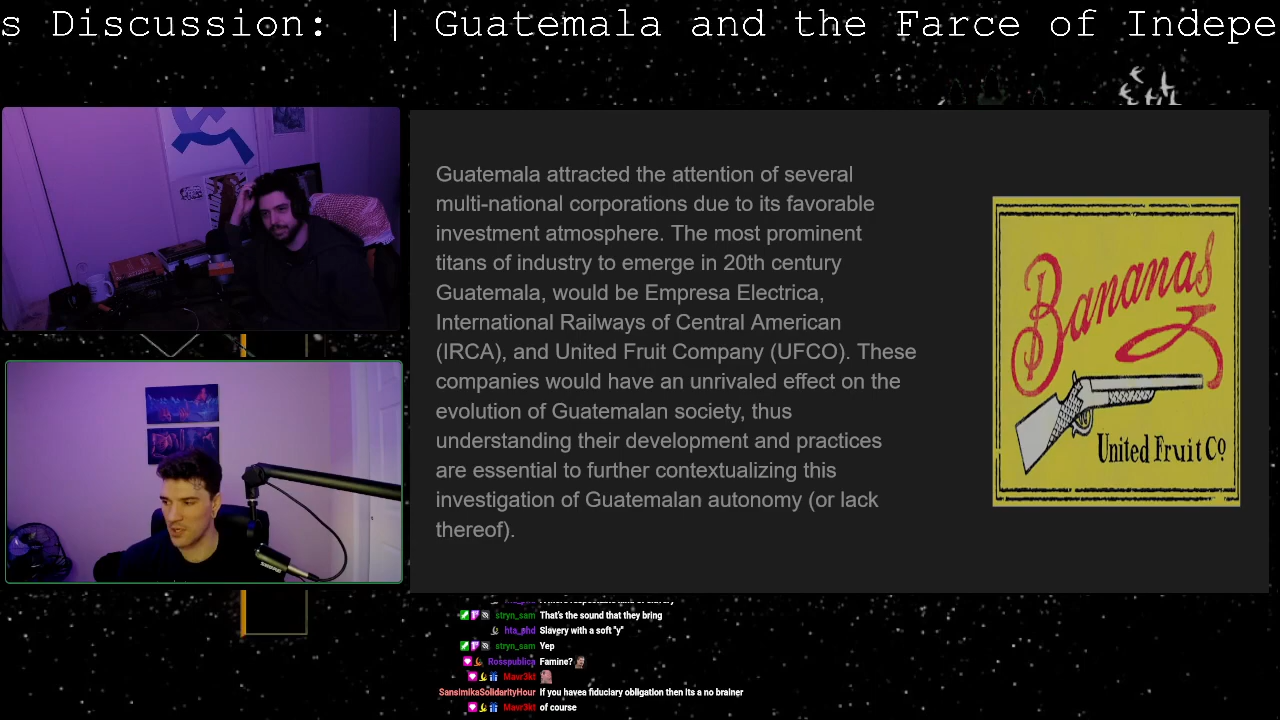 s Discussion:  | Guatemala and the Farce of Indepe
Guatemala attracted the attention of several
multi-national corporations due to its favorable
investment atmosphere. The most prominent
titans of industry to emerge in 20th century
Guatemala, would be Empresa Electrica,
International Railways of Central American
(IRCA), and United Fruit Company (UFCO). These
companies would have an unrivaled effect on the
evolution of Guatemalan society, thus
understanding their development and practices
are essential to further contextualizing this
investigation of Guatemalan autonomy (or lack
thereof).
Bananas
United Fruit Co
stryn_sam That's the sound that they bring
hta_phd Slavery with a soft "y"
stryn_sam Yep
Rosspublica Famine?
Mavr3kt
SansimikaSolidarityHour If you havea fiduciary obligation then its a no brainer
Mavr3kt of course